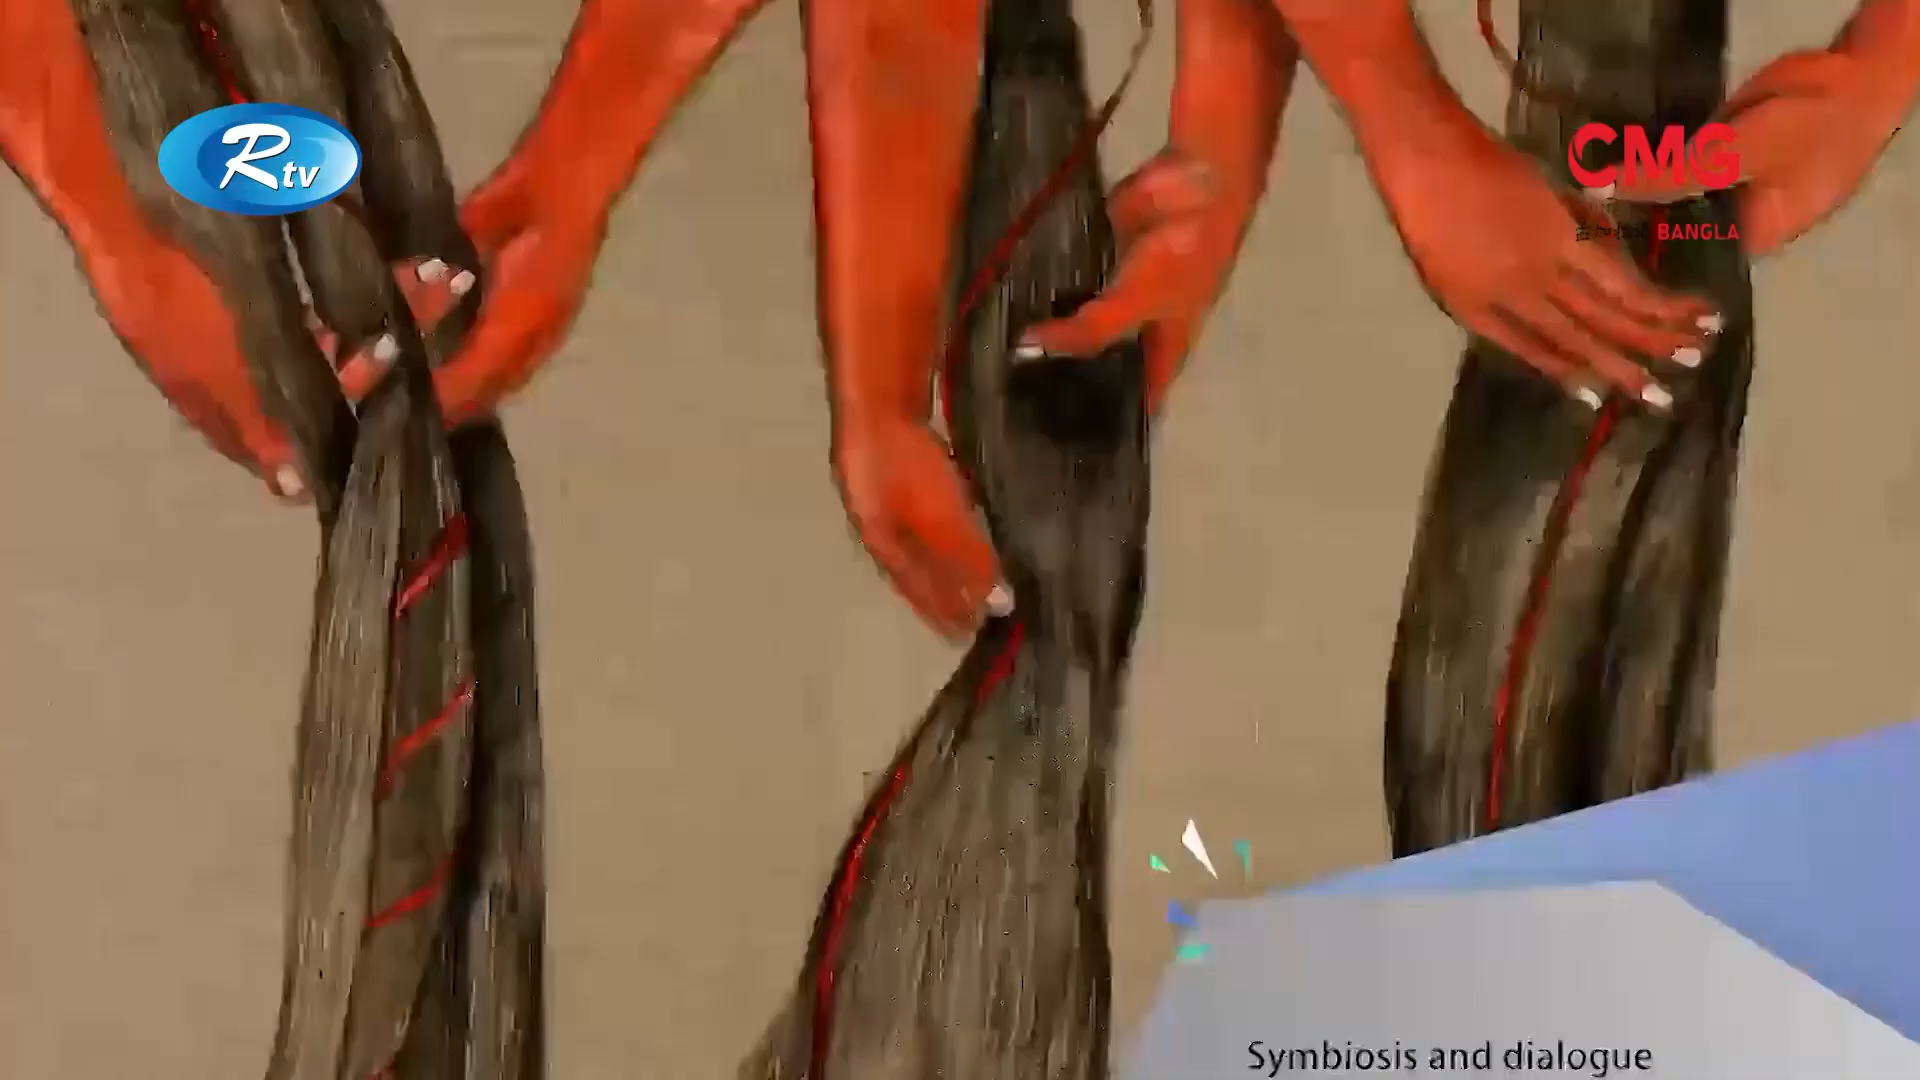 Rtv
CMG
BANGLA
Symbiosis and dialogue